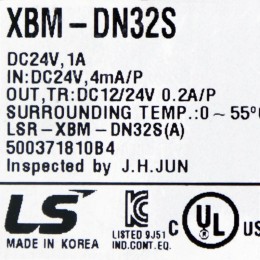 XBM-DN32S
DC24V,1A
IN:DC24V,4mA/P
OUT,TR:DC12/24V 0.2A/P
SURROUNDING TEMP.:0~55°
LSR-XBM-DN32S(A)
500371810B4
Inspected by J.H.JUN
LS
MADE IN KOREA
LISTED 9J51
IND.CONT.EQ.
C UL US